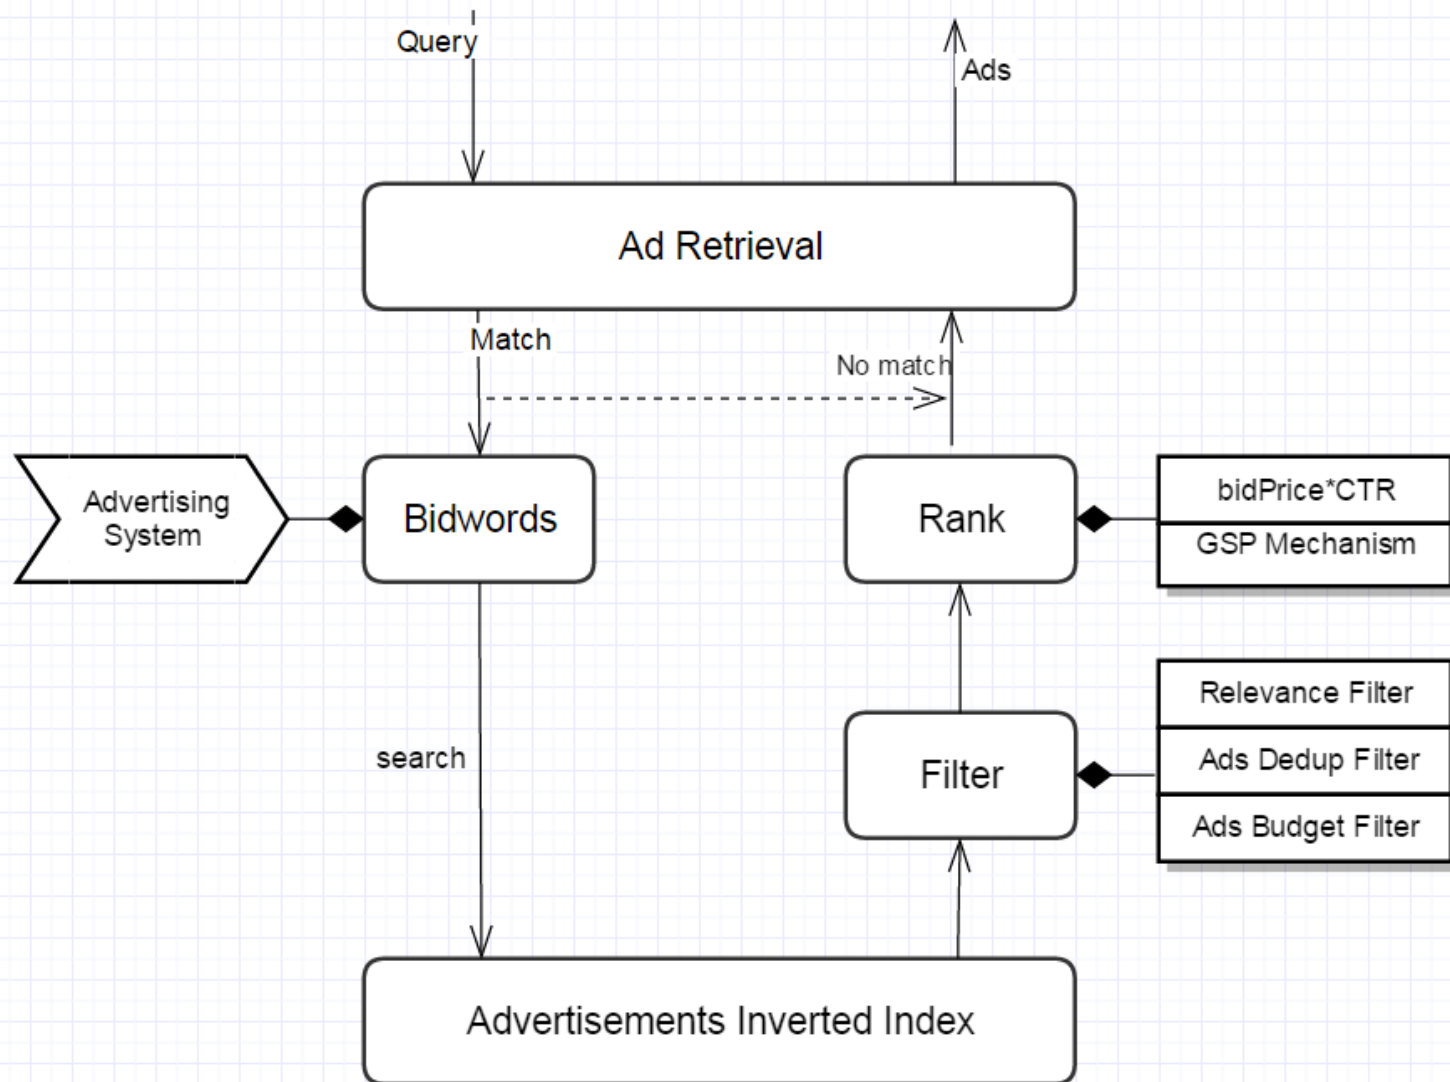 Query
Ads
Ad Retrieval
Match
No match
Advertising
System
Bidwords
Rank
bidPrice*CTR
GSP Mechanism
Relevance Filter
Filter
Ads Dedup Filter
Ads Budget Filter
search
Advertisements Inverted Index